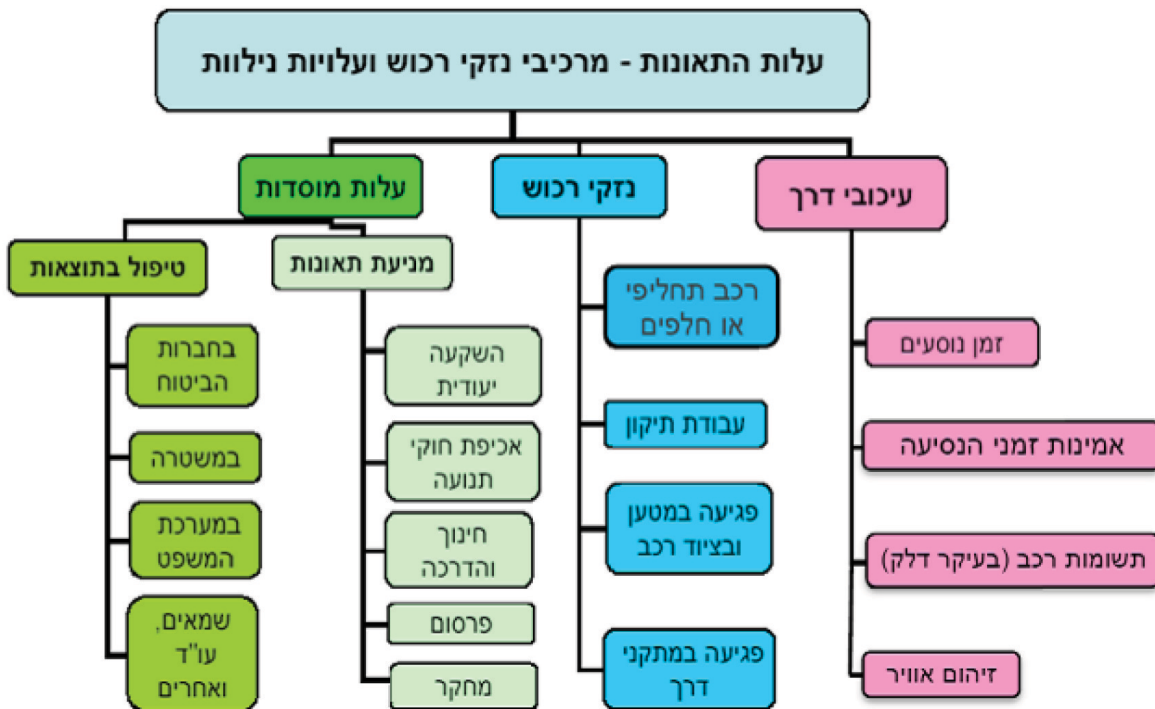 עלות התאונות - מרכיבי נזקי רכוש ועלויות נילוות
עיכובי דרך
זמן נוסעים
אמינות זמני הנסיעה
תשומות רכב (בעיקר דלק)
זיהום אוויר
נזקי רכוש
רכב תחליפי
או חלפים
עבודת תיקון
פגיעה במטען
ובציוד רכב
פגיעה במתקני
דרך
עלות מוסדות
מניעת תאונות
השקעה
יעודית
אכיפת חוקי
תנועה
חינוך
והדרכה
פרסום
מחקר
טיפול בתוצאות
בחברות
הביטוח
במשטרה
במערכת
המשפט
שמאים,
עו"ד
ואחרים